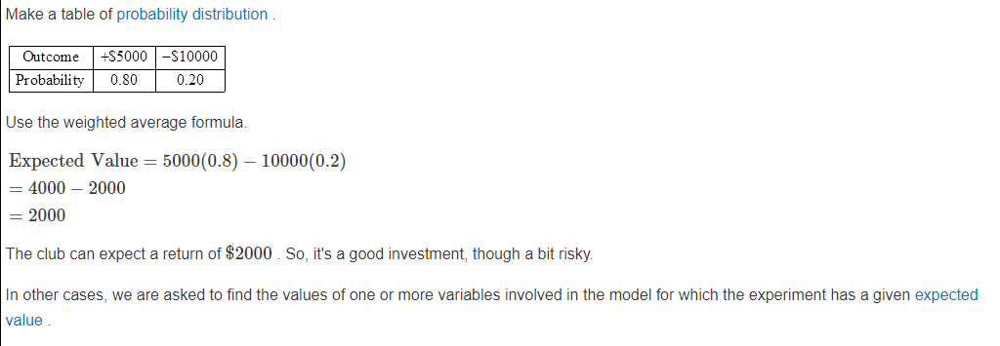 Make a table of probability distribution .
Outcome +$5000 −$10000
Probability 0.80 0.20
Use the weighted average formula.
Expected Value = 5000(0.8) − 10000(0.2)
= 4000 − 2000
= 2000
The club can expect a return of $2000 . So, it's a good investment, though a bit risky.
In other cases, we are asked to find the values of one or more variables involved in the model for which the experiment has a given expected
value .